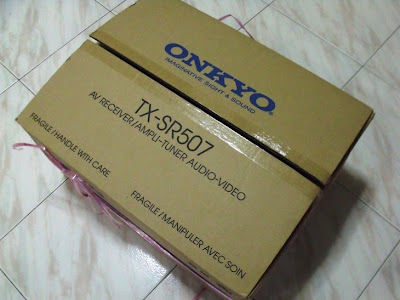 ONKYO
IMAGINATIVE SIGHT & SOUND
TX-SR507
AV RECEIVER/AMPLI-TUNER AUDIO-VIDEO
FRAGILE/HANDLE WITH CARE
FRAGILE/MANIPULER AVEC SOIN